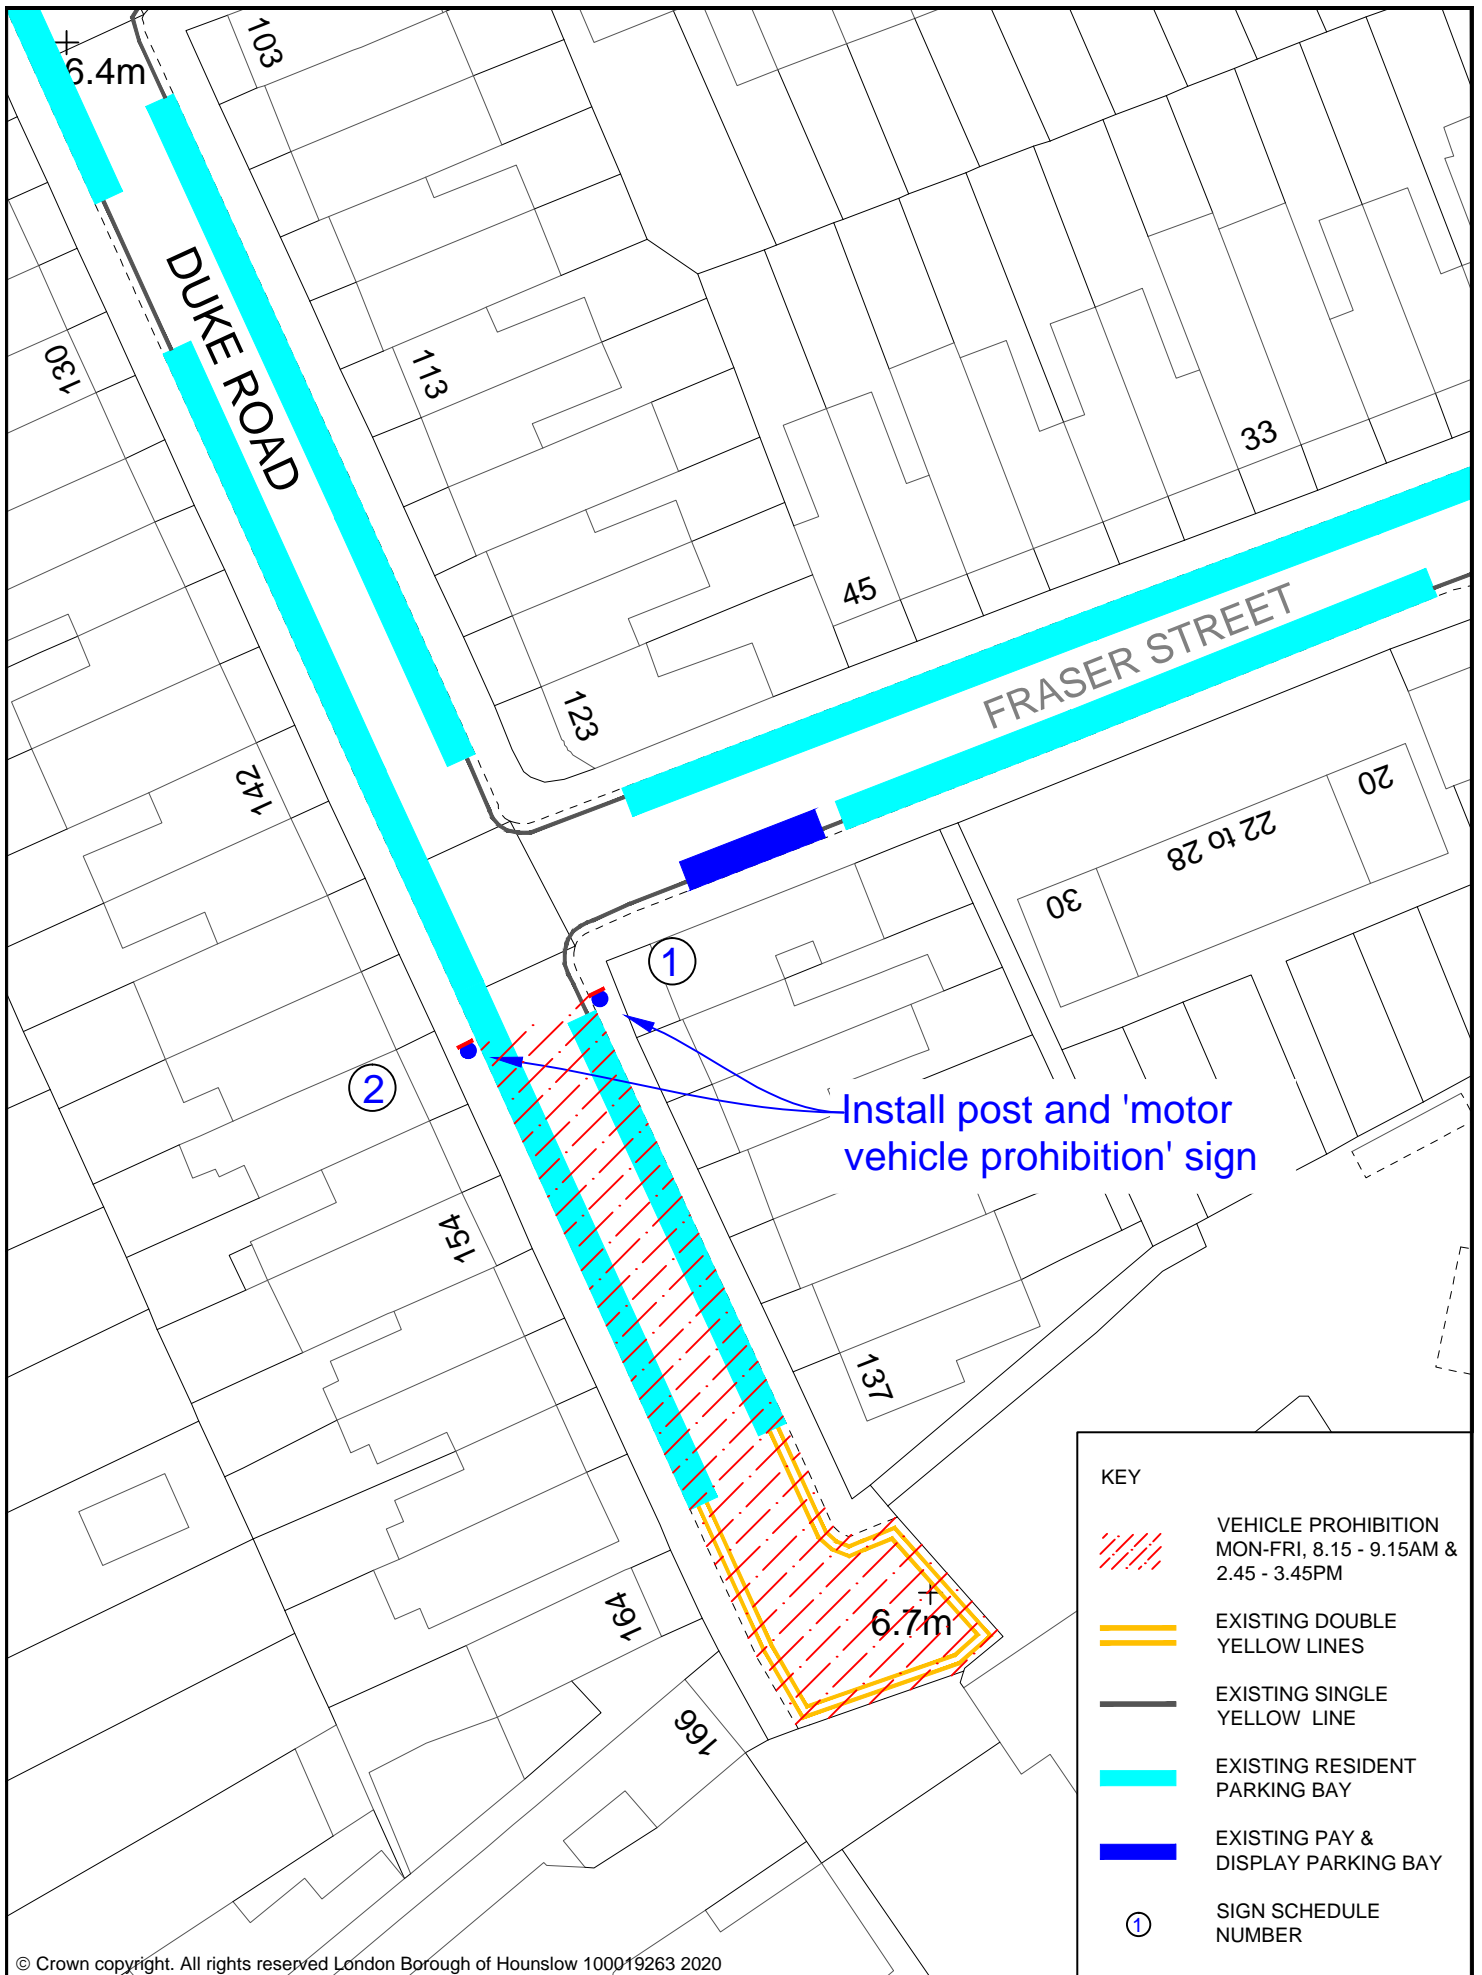 103
6.4m
DUKE ROAD
130
113
33
45
FRASER STREET
123
142
20
22 to 28
30
1
2
Install post and 'motor
vehicle prohibition' sign
154
137
164
6.7m
166
KEY
VEHICLE PROHIBITION
MON-FRI, 8.15 - 9.15AM &
2.45 - 3.45PM
EXISTING DOUBLE
YELLOW LINES
EXISTING SINGLE
YELLOW LINE
EXISTING RESIDENT
PARKING BAY
EXISTING PAY &
DISPLAY PARKING BAY
1
SIGN SCHEDULE
NUMBER
© Crown copyright. All rights reserved London Borough of Hounslow 100019263 2020